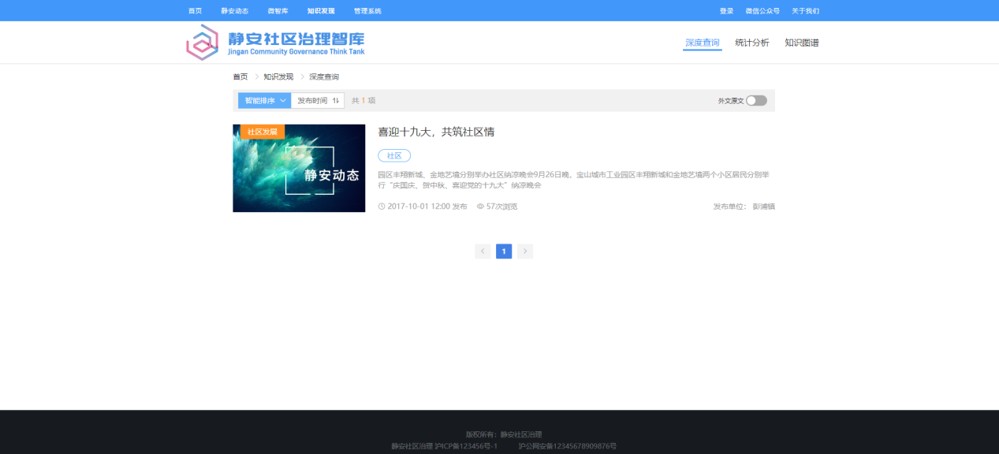 首页 静安动态 微智库 知识发现 管理系统 登录 微信公众号 关于我们
静安社区治理智库
Jingan Community Governance Think Tank
深度查询 统计分析 知识图谱
首页 > 知识发现 > 深度查询
智能排序 发布时间 共 1 项 外文原文
社区发展
静安动态
喜迎十九大，共筑社区情
社区
园区丰翔新城、金地艺境分别举办社区纳凉晚会9月26日晚，宝山城市工业园区丰翔新城和金地艺境两个小区居民分别举
行“庆国庆、贺中秋、喜迎党的十九大”纳凉晚会
2017-10-01 12:00 发布 57次浏览 发布单位： 彭浦镇
< 1 >
版权所有：静安社区治理
静安社区治理 沪ICP备123456号-1 沪公网安备12345678909876号